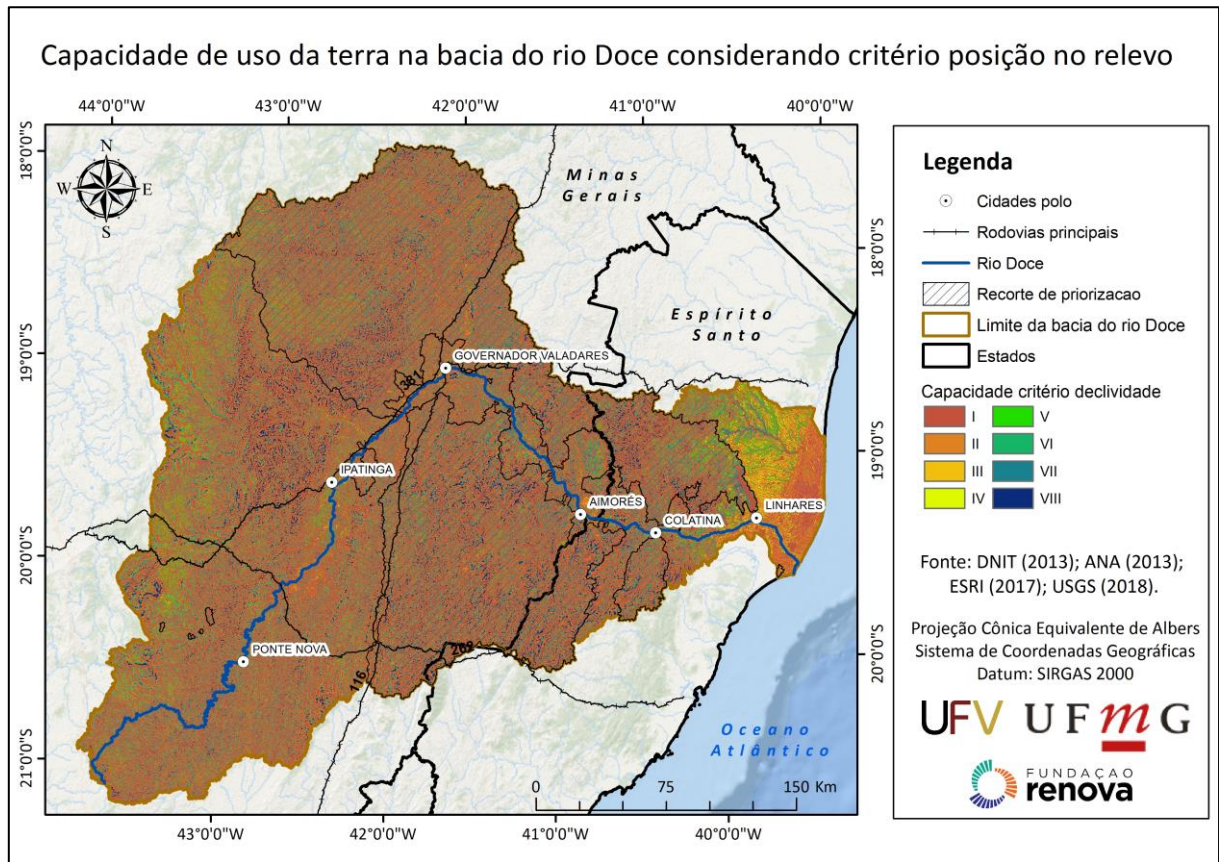 Capacidade de uso da terra na bacia do rio Doce considerando critério posição no relevo
44°0'0"W 43°0'0"W 42°0'0"W 41°0'0"W 40°0'0"W
18°0'0"S
19°0'0"S
20°0'0"S
21°0'0"S
N
W E
S
Minas
Gerais
Espírito
Santo
GOVERNADOR VALADARES
381
IPATINGA
AIMORÉS
COLATINA
LINHARES
PONTE NOVA
262
116
Oceano
Atlântico
0 75 150 Km
18°0'0"S
19°0'0"S
20°0'0"S
43°0'0"W 42°0'0"W 41°0'0"W 40°0'0"W
Legenda
Cidades polo
Rodovias principais
Rio Doce
Recorte de priorizacao
Limite da bacia do rio Doce
Estados
Capacidade critério declividade
I V
II VI
III VII
IV VIII
Fonte: DNIT (2013); ANA (2013);
ESRI (2017); USGS (2018).
Projeção Cônica Equivalente de Albers
Sistema de Coordenadas Geográficas
Datum: SIRGAS 2000
UFV UFmG
FUNDAÇÃO
renova